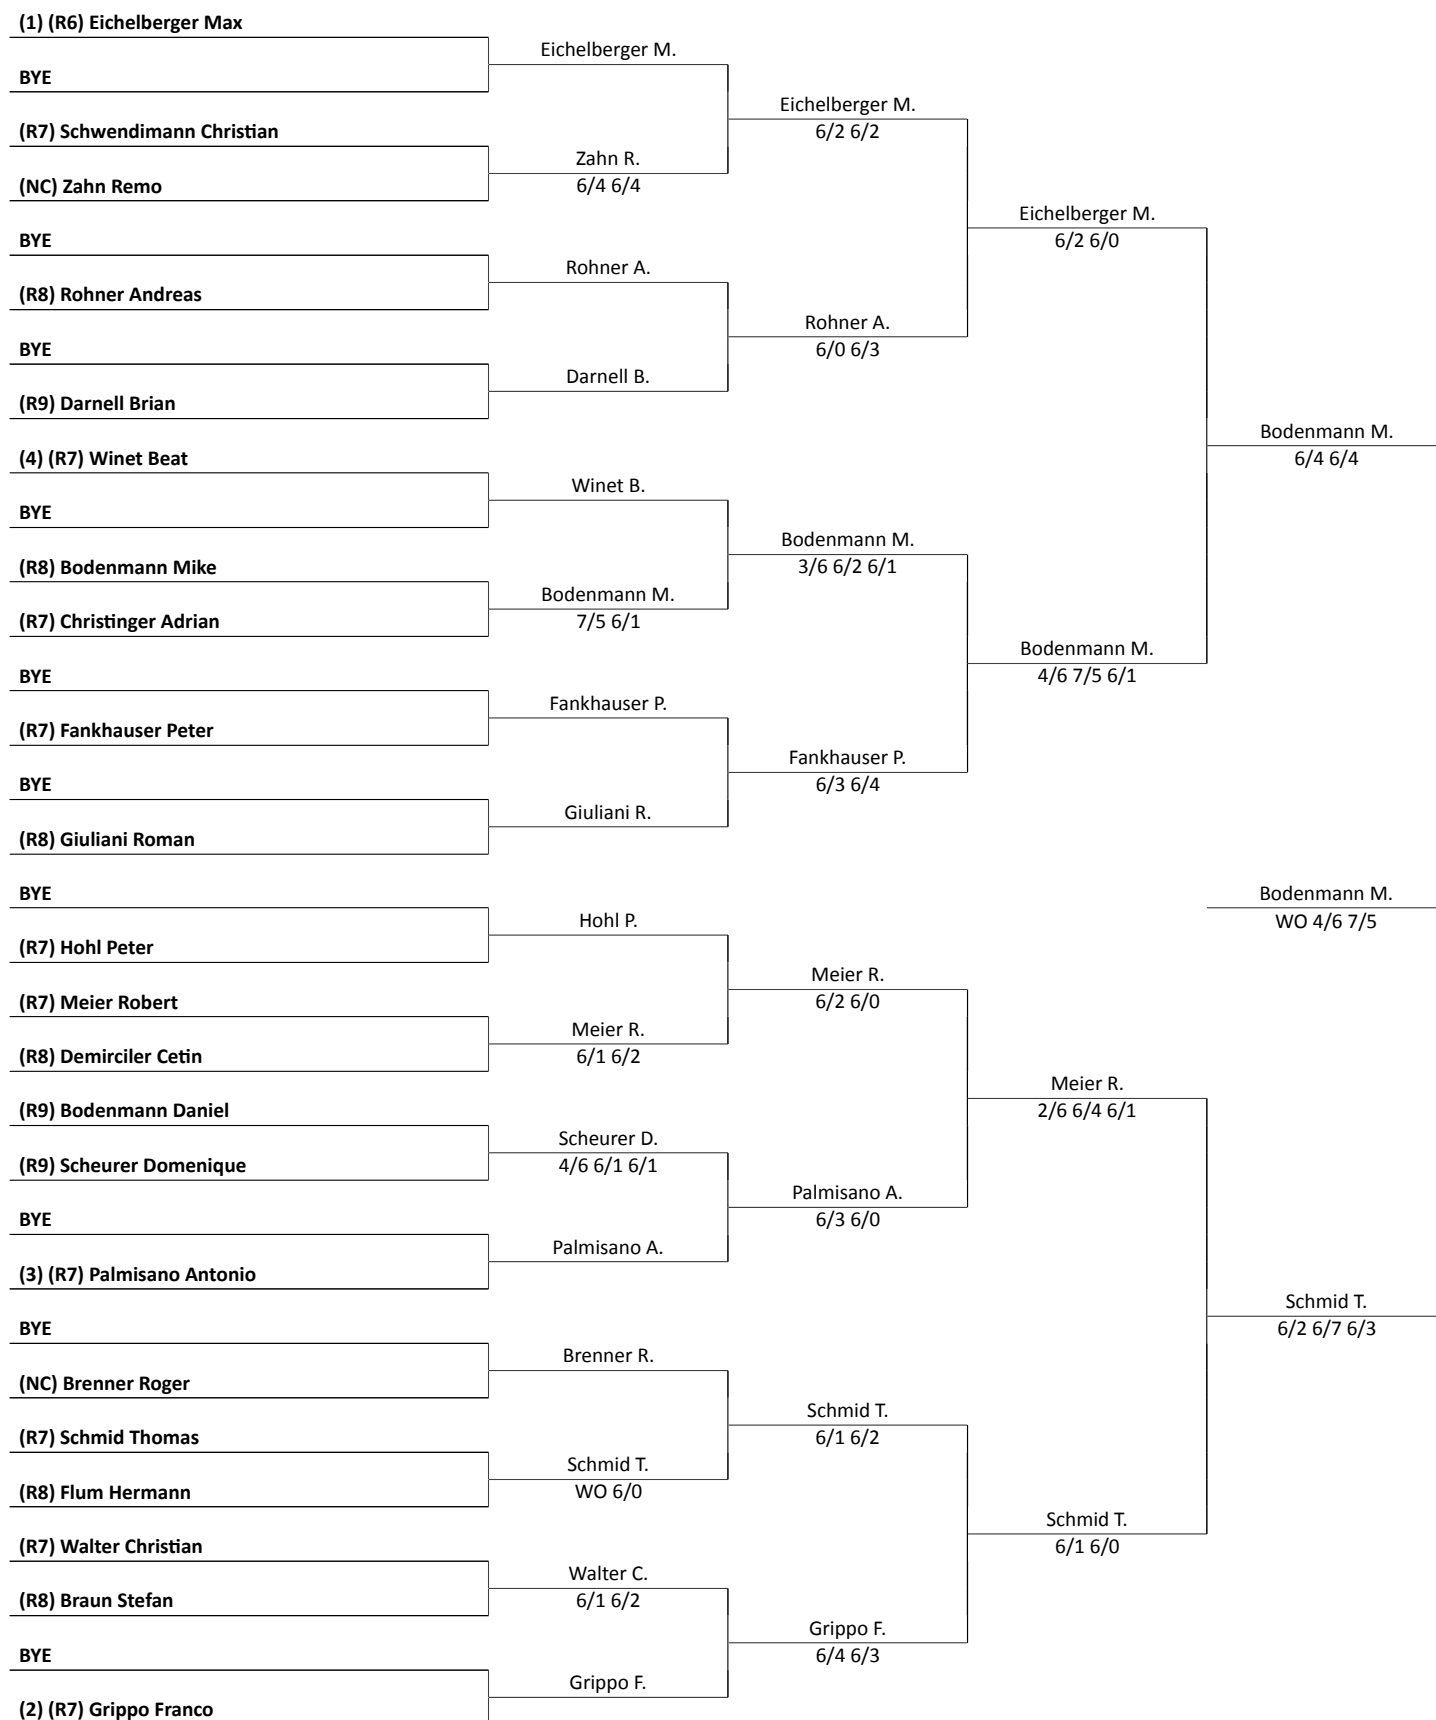 (1) (R6) Eichelberger Max
Eichelberger M.
BYE
Eichelberger M.
6/2 6/2
(R7) Schwendimann Christian
Zahn R.
6/4 6/4
(NC) Zahn Remo
Eichelberger M.
6/2 6/0
BYE
Rohner A.
(R8) Rohner Andreas
Rohner A.
6/0 6/3
BYE
Darnell B.
(R9) Darnell Brian
Bodenmann M.
6/4 6/4
(4) (R7) Winet Beat
Winet B.
BYE
Bodenmann M.
3/6 6/2 6/1
(R8) Bodenmann Mike
Bodenmann M.
7/5 6/1
(R7) Christinger Adrian
Bodenmann M.
4/6 7/5 6/1
BYE
Fankhauser P.
(R7) Fankhauser Peter
Fankhauser P.
6/3 6/4
BYE
Giuliani R.
(R8) Giuliani Roman
BYE
Bodenmann M.
WO 4/6 7/5
Hohl P.
(R7) Hohl Peter
Meier R.
6/2 6/0
(R7) Meier Robert
Meier R.
6/1 6/2
(R8) Demirciler Cetin
Meier R.
2/6 6/4 6/1
(R9) Bodenmann Daniel
Scheurer D.
4/6 6/1 6/1
(R9) Scheurer Domenique
Palmisano A.
6/3 6/0
BYE
Palmisano A.
(3) (R7) Palmisano Antonio
Schmid T.
6/2 6/7 6/3
BYE
Brenner R.
(NC) Brenner Roger
Schmid T.
6/1 6/2
(R7) Schmid Thomas
Schmid T.
WO 6/0
(R8) Flum Hermann
Schmid T.
6/1 6/0
(R7) Walter Christian
Walter C.
6/1 6/2
(R8) Braun Stefan
Grippo F.
6/4 6/3
BYE
Grippo F.
(2) (R7) Grippo Franco